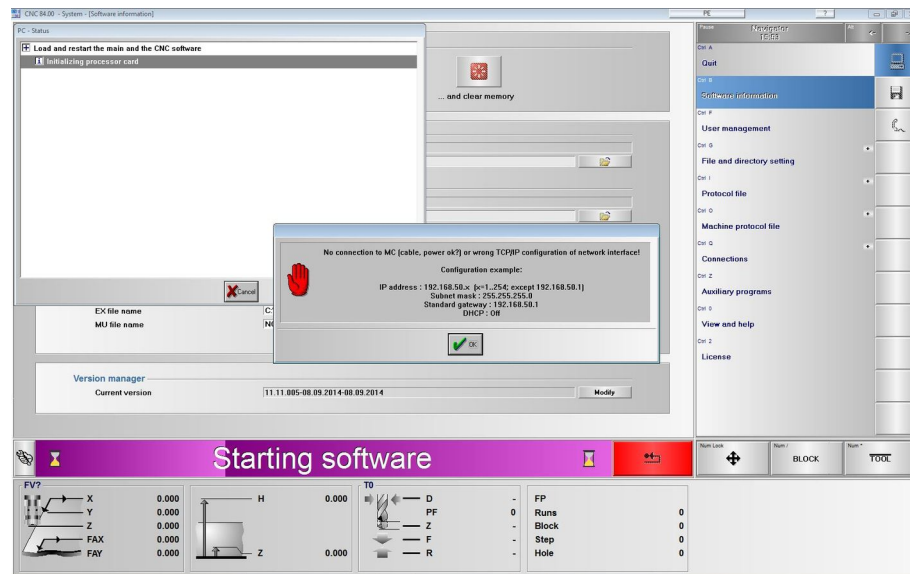 CNC 84.00 - System - [Software information]
PE
?
PC - Status
Load and restart the main and the CNC software
Initializing processor card
... and clear memory
No connection to MC (cable, power ok?) or wrong TCP/IP configuration of network interface!
Configuration example:
IP address : 192.168.50.x (x=1..254; except 192.168.50.1)
Subnet mask : 255.255.255.0
Standard gateway : 192.168.50.1
DHCP : Off
OK
Cancel
EX file name
C:
MU file name
Version manager
Current version
11.11.005-08.09.2014-08.09.2014
Modify
Pause
Navigator
Alt
Ctrl A
Quit
Software information
Ctrl F
User management
Ctrl G
File and directory setting
Ctrl I
Protocol file
Ctrl O
Machine protocol file
Ctrl Q
Connections
Ctrl Z
Auxiliary programs
View and help
Ctrl 2
License
Starting software
Num Lock
Num /
BLOCK
Num *
TOOL
FV?
X 0.000
Y 0.000
Z 0.000
FAX 0.000
FAY 0.000
H 0.000
Z 0.000
T0
D -
PF 0
Z -
F -
R -
FP
Runs 0
Block 0
Step 0
Hole 0